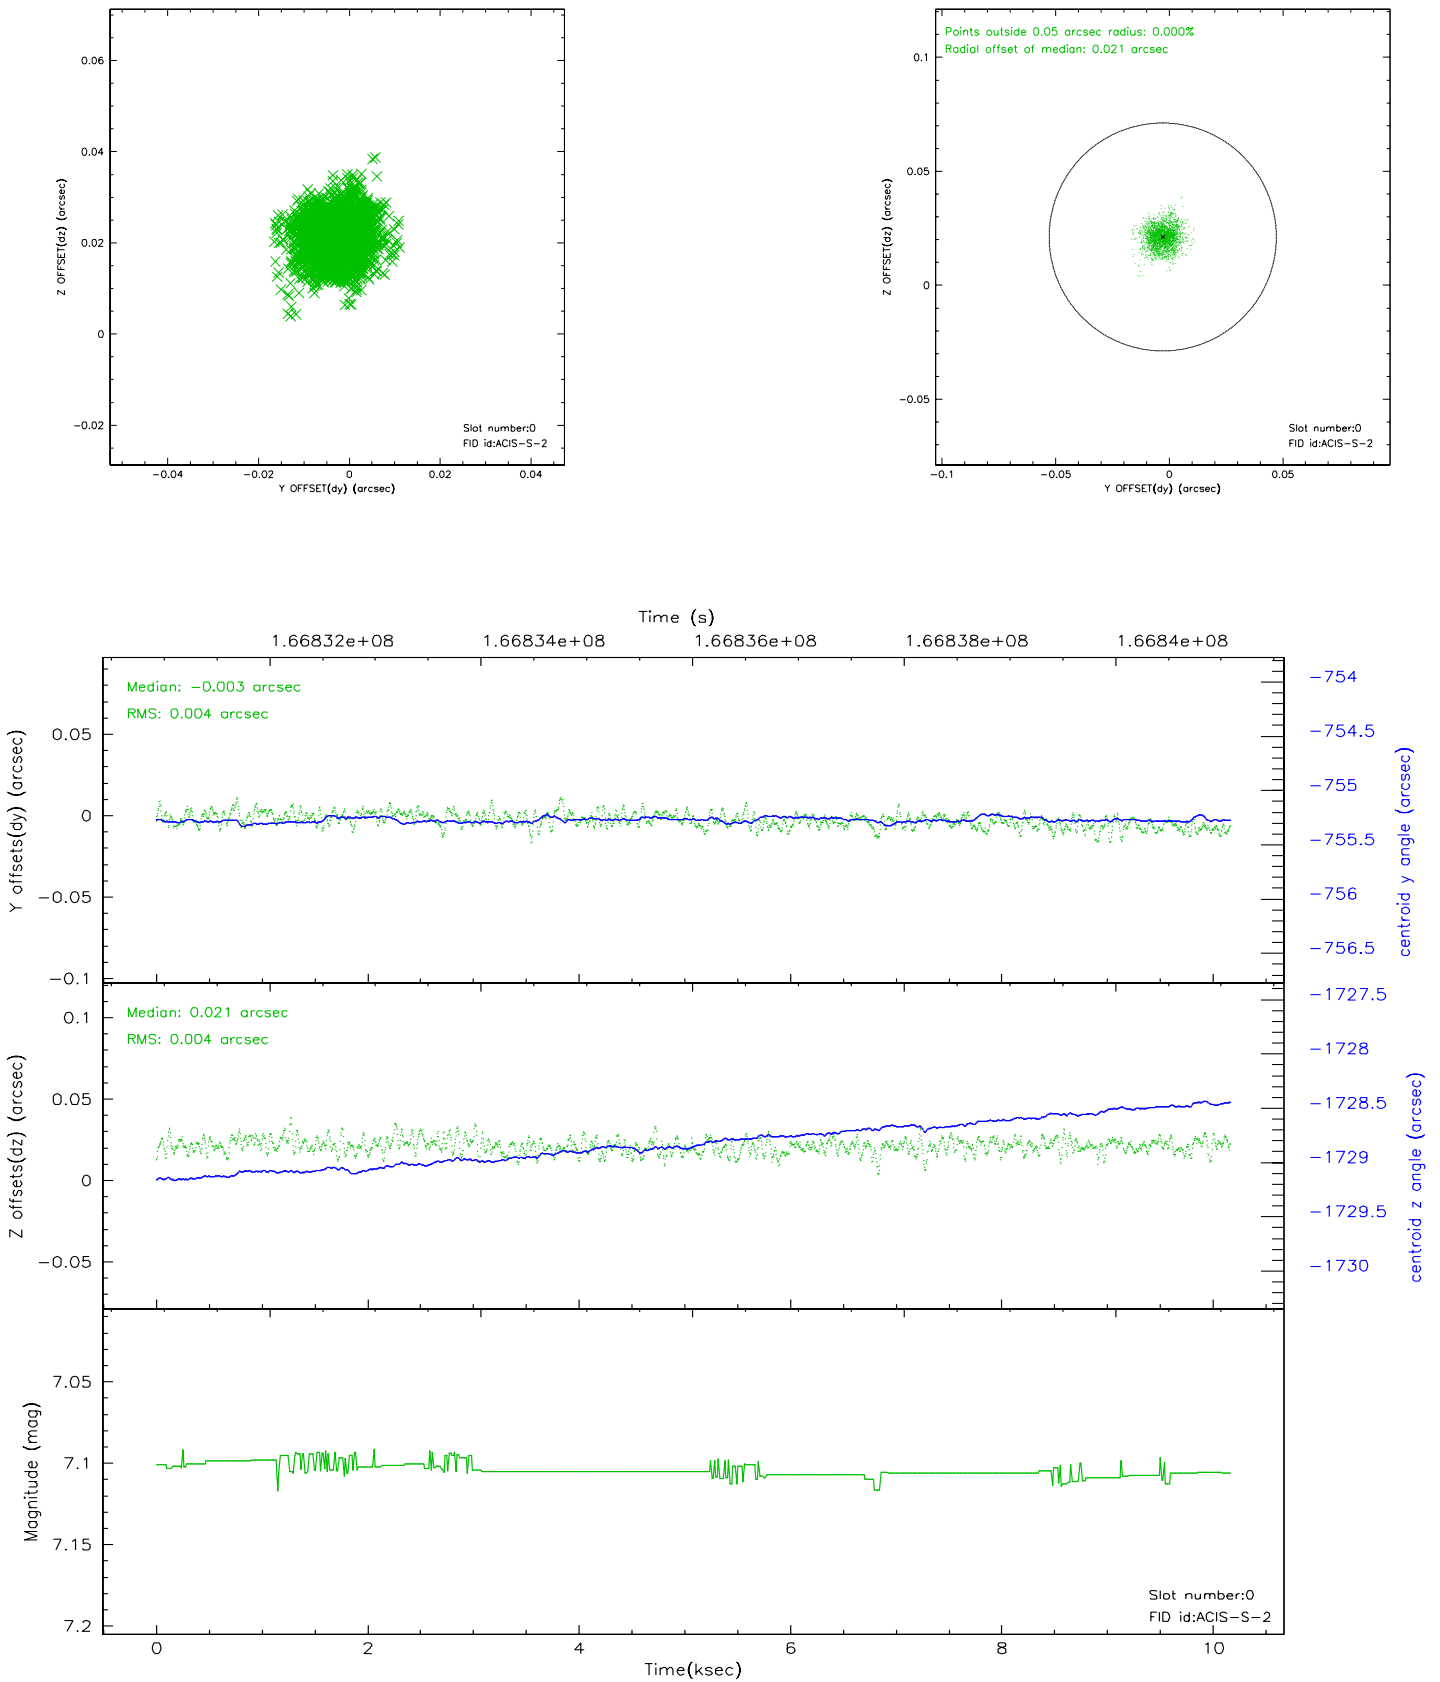 0.06
0.04
0.02
0
−0.02
Z OFFSET(dz) (arcsec)
Slot number:0
FID id:ACIS−S−2
−0.04
−0.02
0
0.02
0.04
Y OFFSET(dy) (arcsec)
Points outside 0.05 arcsec radius: 0.000%
Radial offset of median: 0.021 arcsec
0.1
0.05
0
−0.05
Z OFFSET(dz) (arcsec)
Slot number:0
FID id:ACIS−S−2
−0.1
−0.05
0
0.05
Y OFFSET(dy) (arcsec)
Time (s)
1.66832e+08
1.66834e+08
1.66836e+08
1.66838e+08
1.6684e+08
Median: −0.003 arcsec
RMS: 0.004 arcsec
0.05
0
−0.05
−0.1
Y offsets(dy) (arcsec)
−754
−754.5
−755
−755.5
−756
−756.5
centroid y angle (arcsec)
Median: 0.021 arcsec
RMS: 0.004 arcsec
0.1
0.05
0
−0.05
Z offsets(dz) (arcsec)
−1727.5
−1728
−1728.5
−1729
−1729.5
−1730
centroid z angle (arcsec)
7.05
7.1
7.15
7.2
Magnitude (mag)
Slot number:0
FID id:ACIS−S−2
0
2
4
6
8
10
Time(ksec)